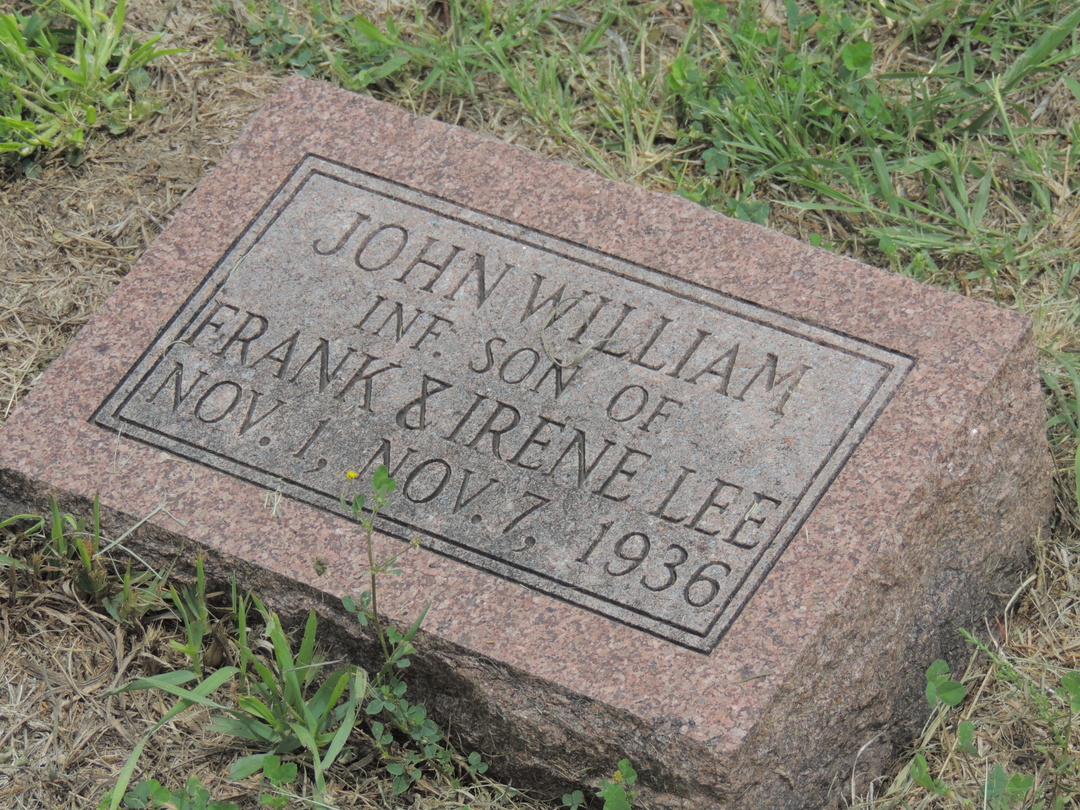 JOHN WILLIAM
INF. SON OF
FRANK & IRENE LEE
NOV. 1, NOV. 7, 1936